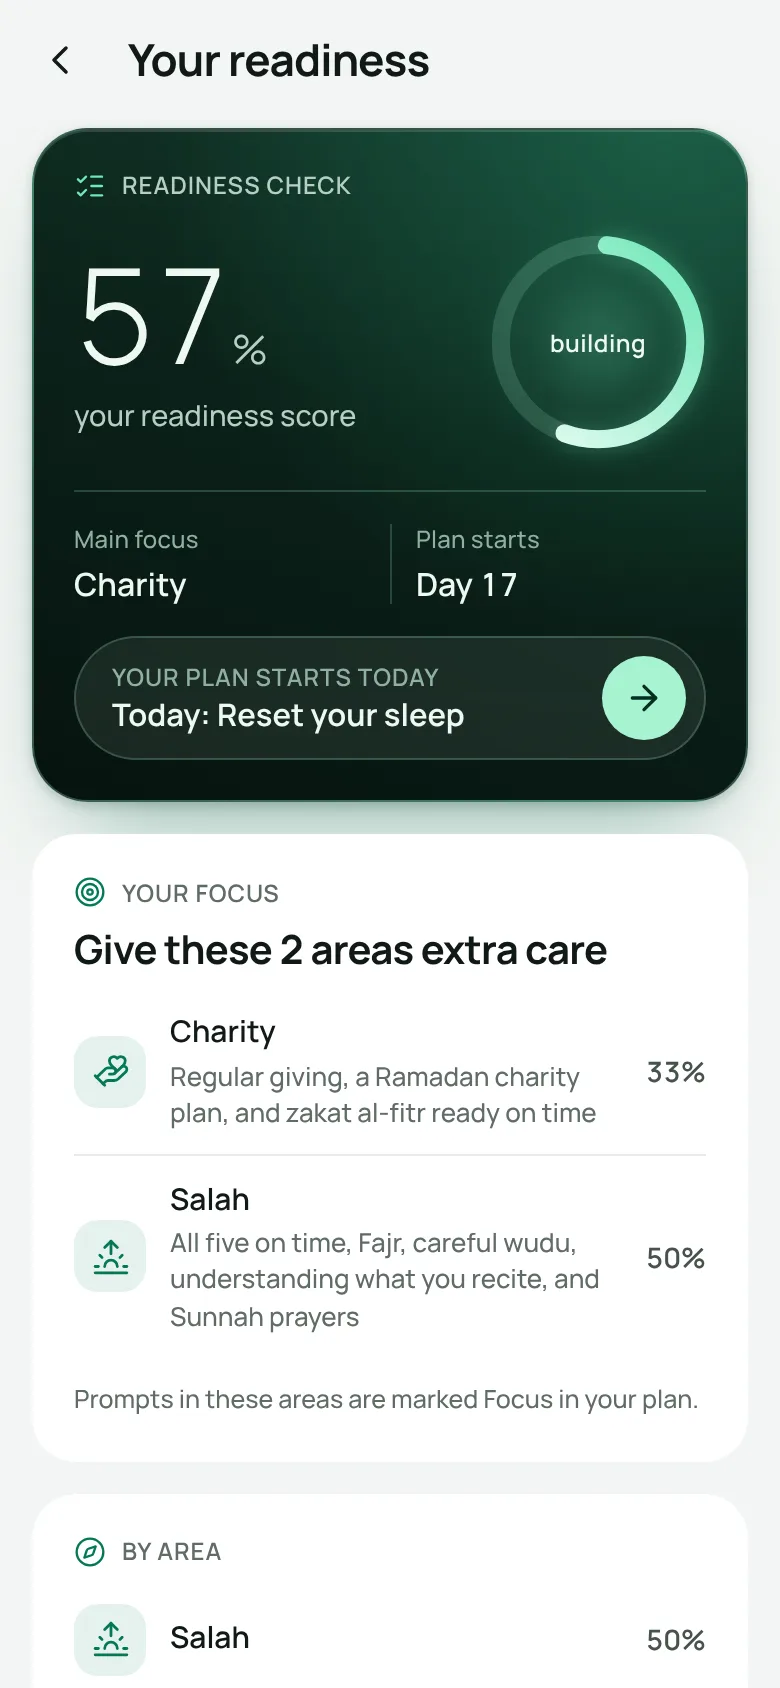 Your readiness
READINESS CHECK
57%
building
your readiness score
Main focus
Charity
Plan starts
Day 17
YOUR PLAN STARTS TODAY
Today: Reset your sleep
YOUR FOCUS
Give these 2 areas extra care
Charity
Regular giving, a Ramadan charity
plan, and zakat al-fitr ready on time
33%
Salah
All five on time, Fajr, careful wudu,
understanding what you recite, and
Sunnah prayers
50%
Prompts in these areas are marked Focus in your plan.
BY AREA
Salah
50%